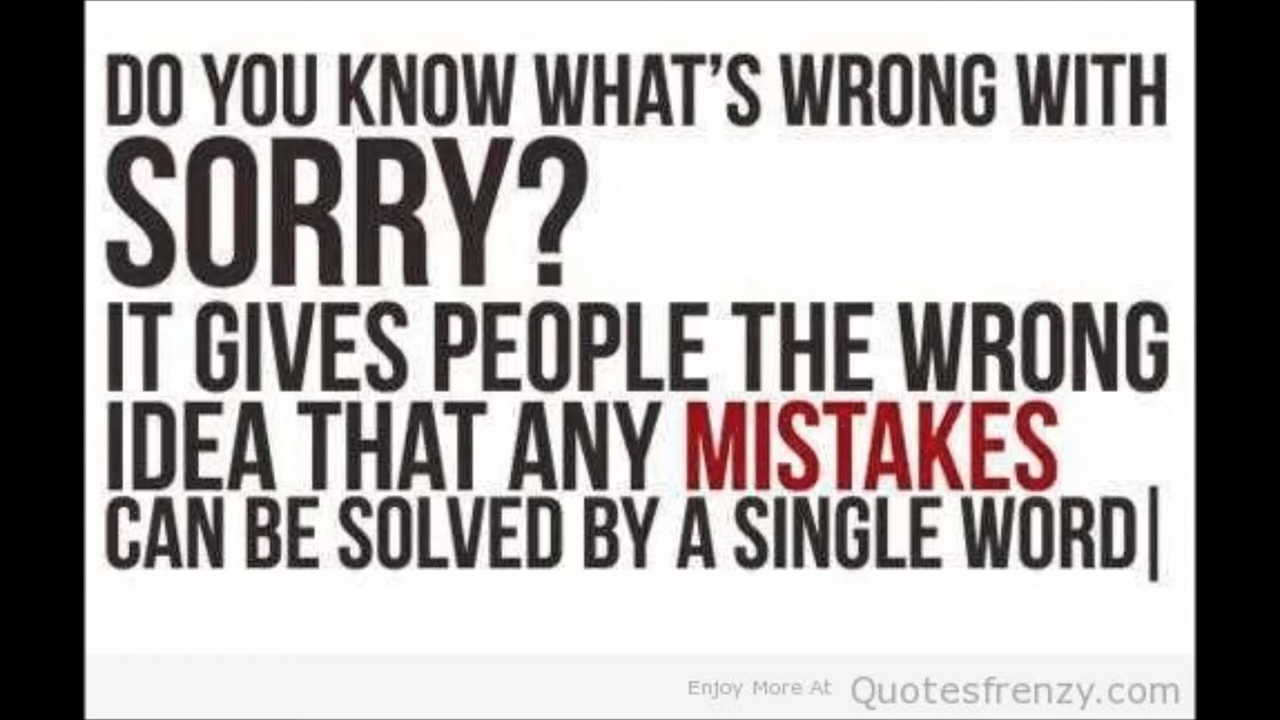 DO YOU KNOW WHAT'S WRONG WITH
SORRY?
IT GIVES PEOPLE THE WRONG
IDEA THAT ANY MISTAKES
CAN BE SOLVED BY A SINGLE WORD|
Enjoy More At Quotesfrenzy.com